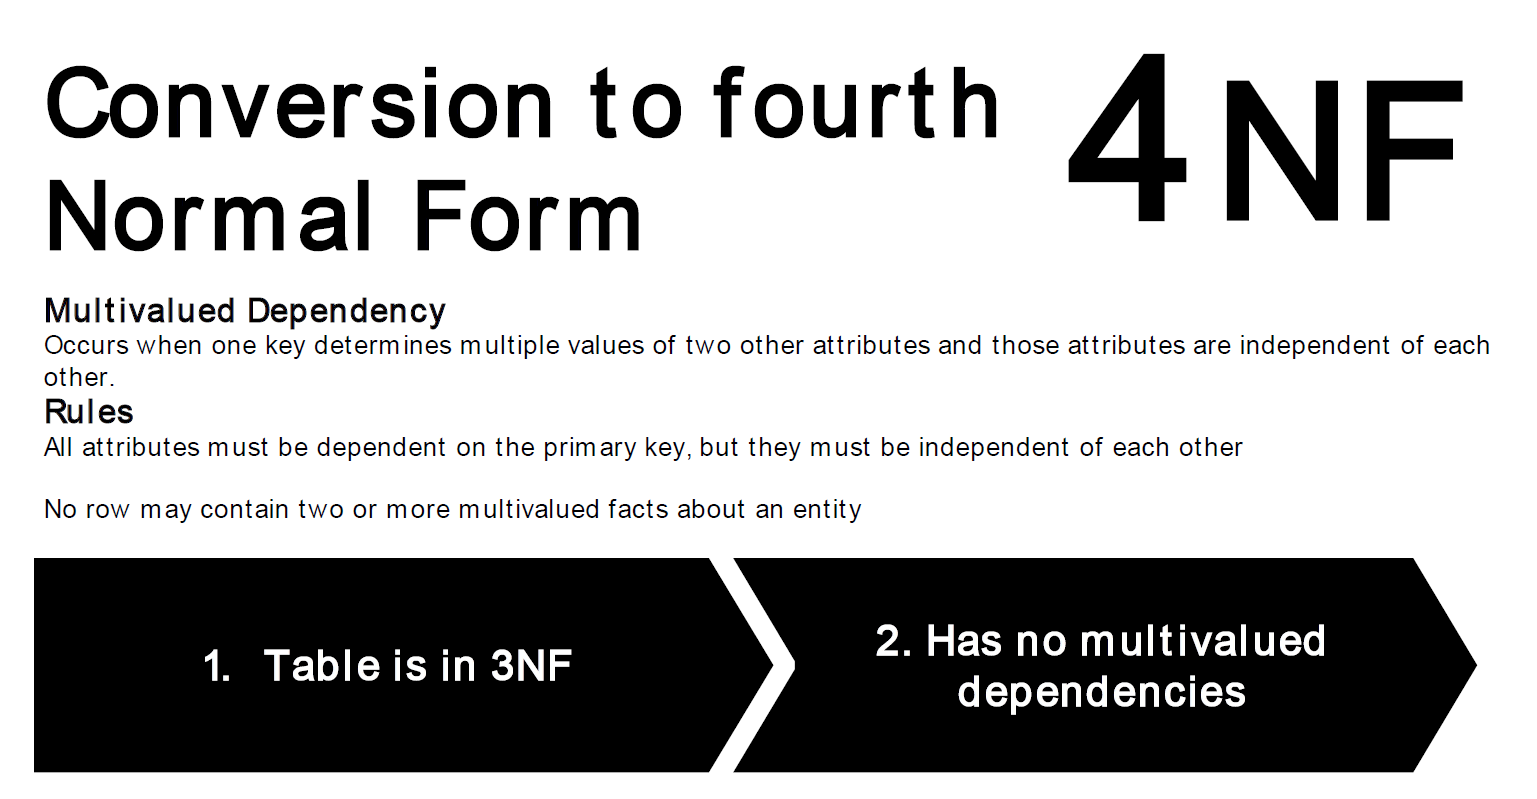 Conversion to fourth
Normal Form
4NF
Multivalued Dependency
Occurs when one key determines multiple values of two other attributes and those attributes are independent of each
other.
Rules
All attributes must be dependent on the primary key, but they must be independent of each other
No row may contain two or more multivalued facts about an entity
1. Table is in 3NF
2. Has no multivalued
dependencies